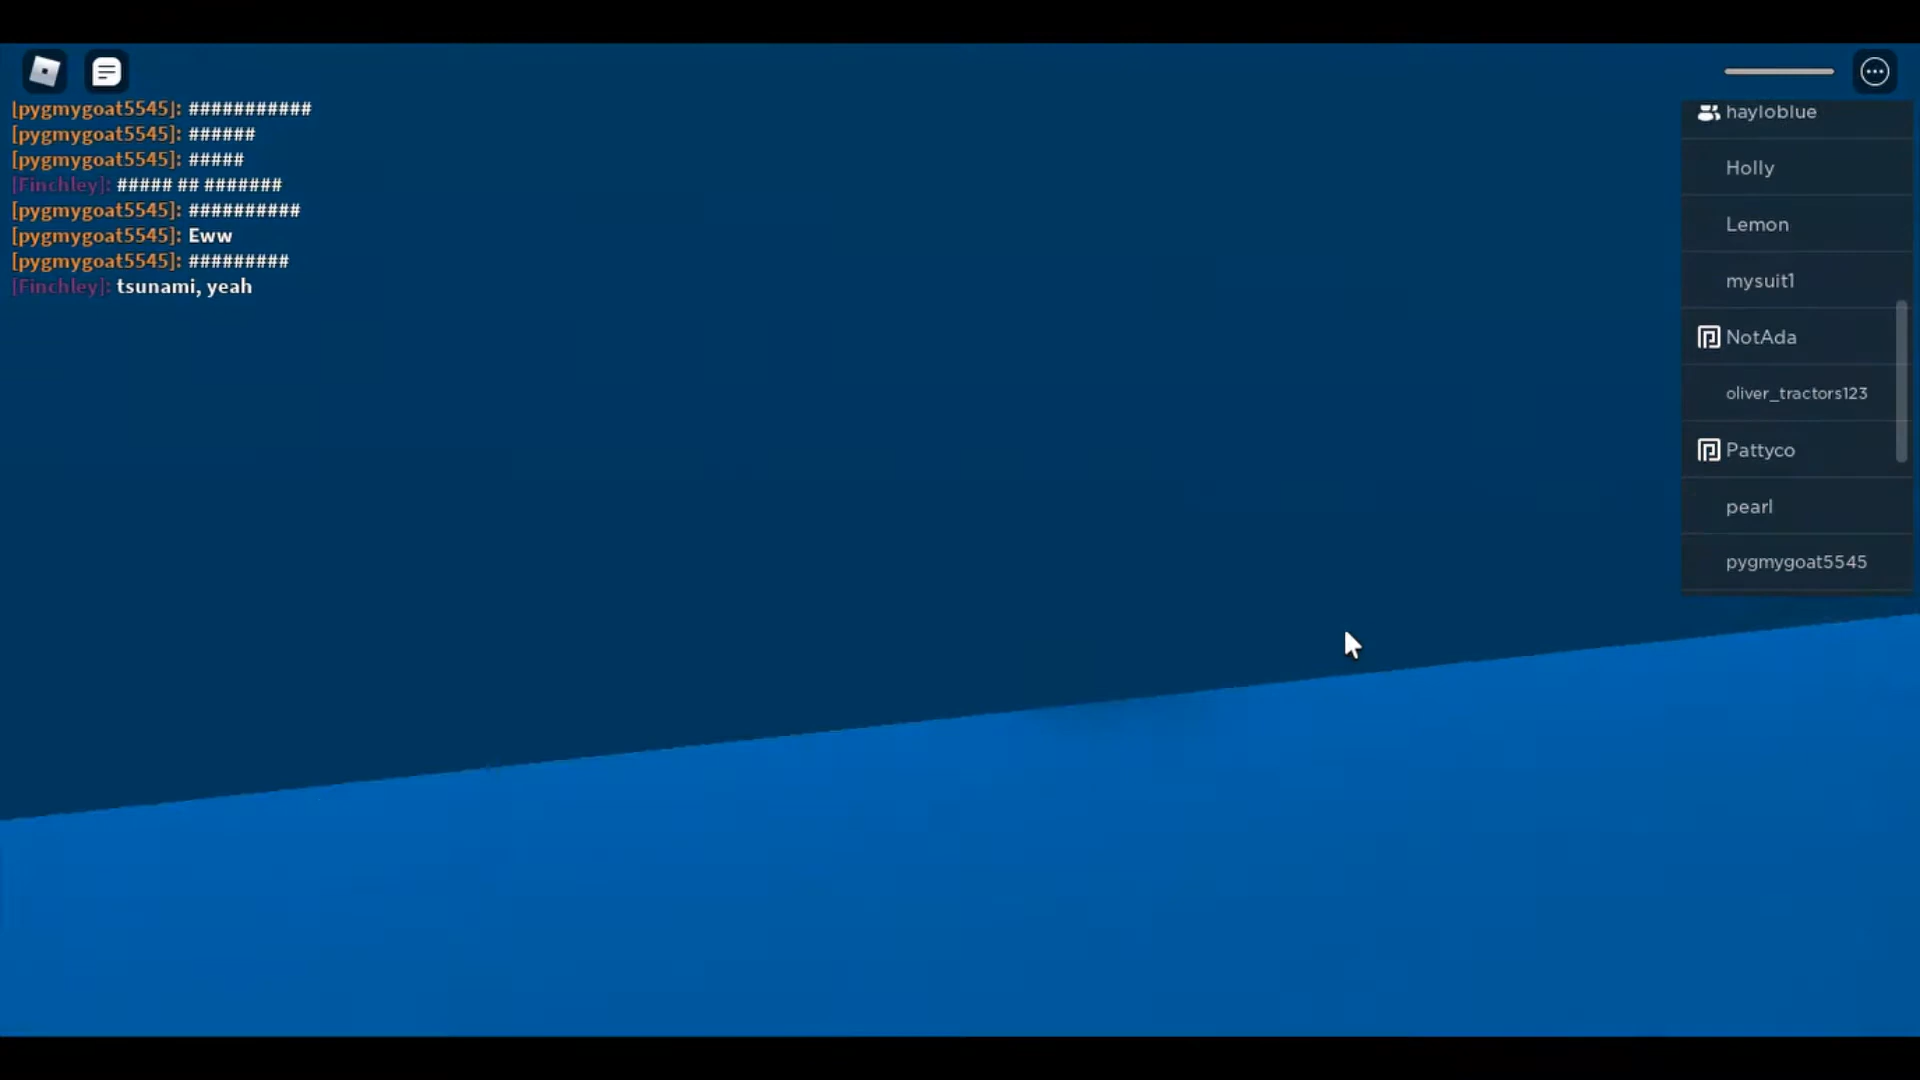 [pygmygoat5545]: ###########
[pygmygoat5545]: ######
[pygmygoat5545]: #####
[Finchley]: ##### ## #######
[pygmygoat5545]: ##########
[pygmygoat5545]: Eww
[pygmygoat5545]: #########
[Finchley]: tsunami, yeah
hayloblue
Holly
Lemon
mysuit1
NotAda
oliver_tractors123
Pattyco
pearl
pygmygoat5545